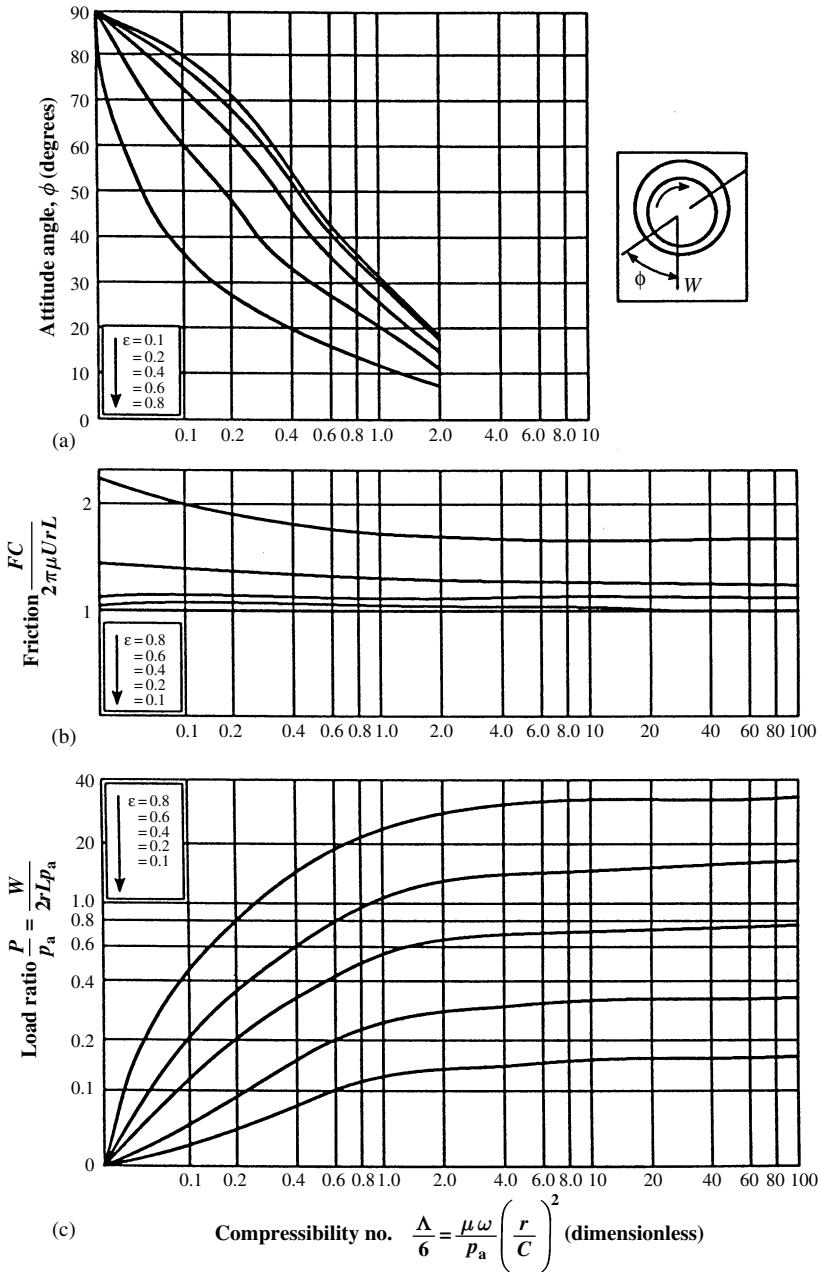 90
80
70
60
50
40
30
20
10
0
Attitude angle, ϕ (degrees)
ε = 0.1
= 0.2
= 0.4
= 0.6
= 0.8
0.1 0.2 0.4 0.6 0.8 1.0 2.0 4.0 6.0 8.0 10
(a)
ϕ W
2
1
Friction FC / 2πμUrL
ε = 0.8
= 0.6
= 0.4
= 0.2
= 0.1
0.1 0.2 0.4 0.6 0.8 1.0 2.0 4.0 6.0 8.0 10 20 40 60 80 100
(b)
40
20
1.0
0.8
0.6
0.4
0.2
0.1
0
Load ratio P / pa = W / 2rLpa
ε = 0.8
= 0.6
= 0.4
= 0.2
= 0.1
0.1 0.2 0.4 0.6 0.8 1.0 2.0 4.0 6.0 8.0 10 20 40 60 80 100
(c)
Compressibility no. Λ / 6 = μω / pa (r / C)² (dimensionless)